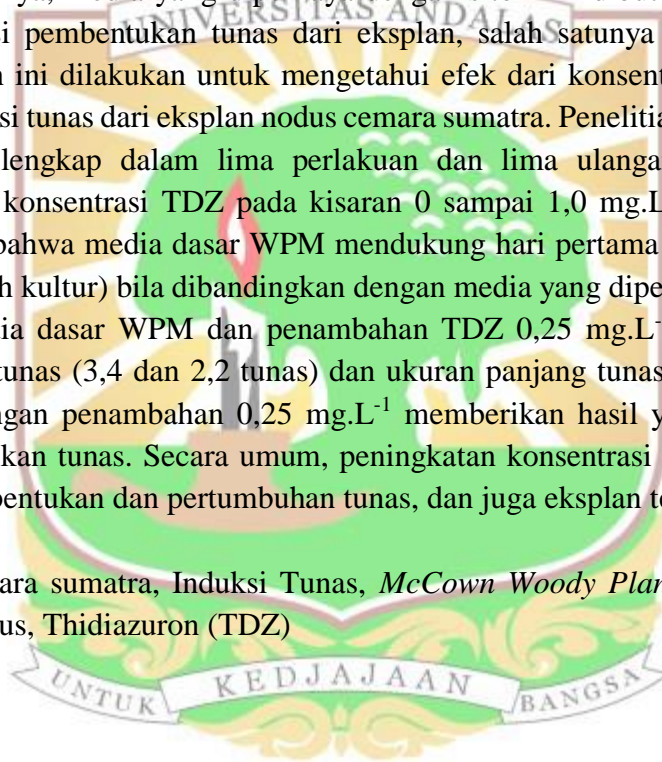 UNIVERSITAS ANDALAS
si pembentukan tunas dari eksplan, salah satunya
n ini dilakukan untuk mengetahui efek dari konsent
si tunas dari eksplan nodus cemara sumatra. Penelitia
lengkap dalam lima perlakuan dan lima ulanga
konsentrasi TDZ pada kisaran 0 sampai 1,0 mg.L
bahwa media dasar WPM mendukung hari pertama
h kultur) bila dibandingkan dengan media yang dipe
ia dasar WPM dan penambahan TDZ 0,25 mg.L-
tunas (3,4 dan 2,2 tunas) dan ukuran panjang tunas
ngan penambahan 0,25 mg.L-1 memberikan hasil y
kan tunas. Secara umum, peningkatan konsentrasi
bentukan dan pertumbuhan tunas, dan juga eksplan te
ara sumatra, Induksi Tunas, McCown Woody Plan
us, Thidiazuron (TDZ)
UNTUK KEDJAJAAN BANGSA